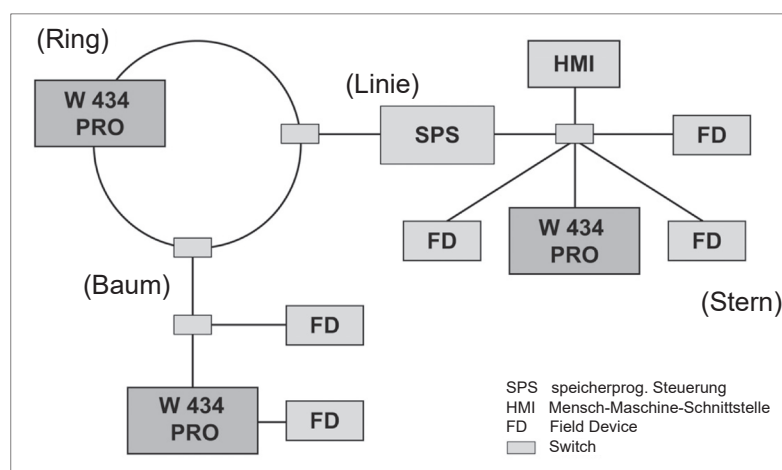 (Ring)
W 434
PRO
(Linie)
SPS
HMI
FD
FD
W 434
PRO
FD
(Stern)
(Baum)
FD
W 434
PRO
FD
SPS speicherprog. Steuerung
HMI Mensch-Maschine-Schnittstelle
FD Field Device
Switch